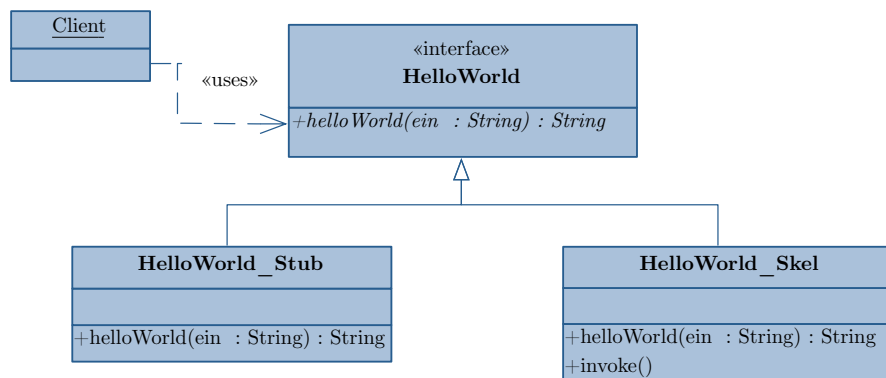 Client
«uses»
«interface»
HelloWorld
+helloWorld(ein : String) : String
HelloWorld_Stub
+helloWorld(ein : String) : String
HelloWorld_Skel
+helloWorld(ein : String) : String
+invoke()